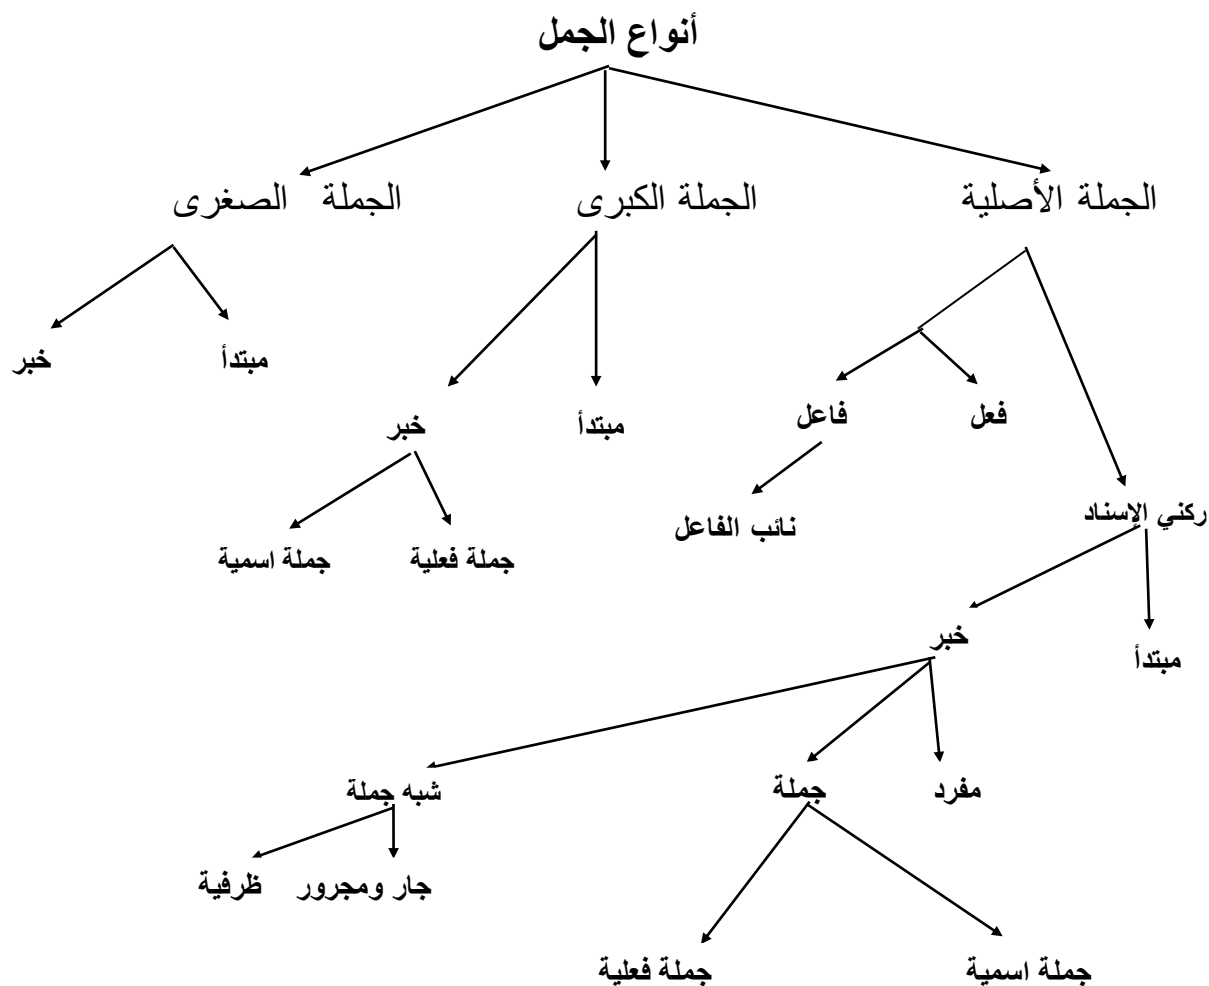 أنواع الجمل
الجملة الأصلية
الجملة الكبرى
الجملة الصغرى
مبتدأ
خبر
فعل
فاعل
مبتدأ
خبر
ركني الإسناد
نائب الفاعل
جملة فعلية
جملة اسمية
خبر
مبتدأ
مفرد
جملة
شبه جملة
جار ومجرور
ظرفية
جملة اسمية
جملة فعلية